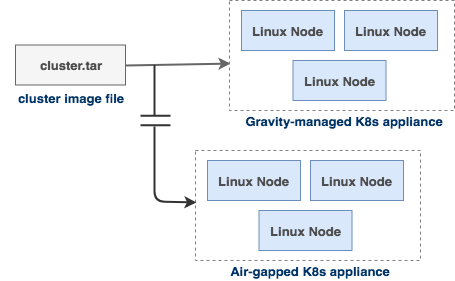 Linux Node
Linux Node
Linux Node
cluster.tar
cluster image file
Gravity-managed K8s appliance
Linux Node
Linux Node
Linux Node
Air-gapped K8s appliance